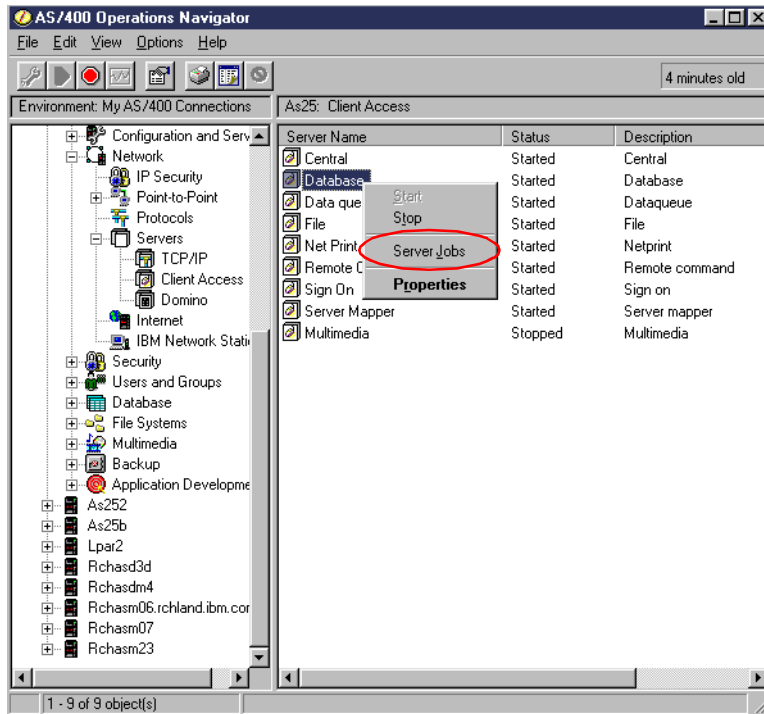 AS/400 Operations Navigator
File Edit View Options Help
4 minutes old
Environment: My AS/400 Connections
As25: Client Access
Configuration and Serv
Network
IP Security
Point-to-Point
Protocols
Servers
TCP/IP
Client Access
Domino
Internet
IBM Network Stati
Security
Users and Groups
Database
File Systems
Multimedia
Backup
Application Developme
As252
As25b
Lpar2
Rchasd3d
Rchasdm4
Rchasm06.rchland.ibm.cor
Rchasm07
Rchasm23
Server Name Status Description
Central Started Central
Database Started Database
Data que Started Dataqueue
File Started File
Net Print Started Netprint
Remote C Started Remote command
Sign On Started Sign on
Server Mapper Started Server mapper
Multimedia Stopped Multimedia
Start
Stop
Server Jobs
Properties
1 - 9 of 9 object(s)